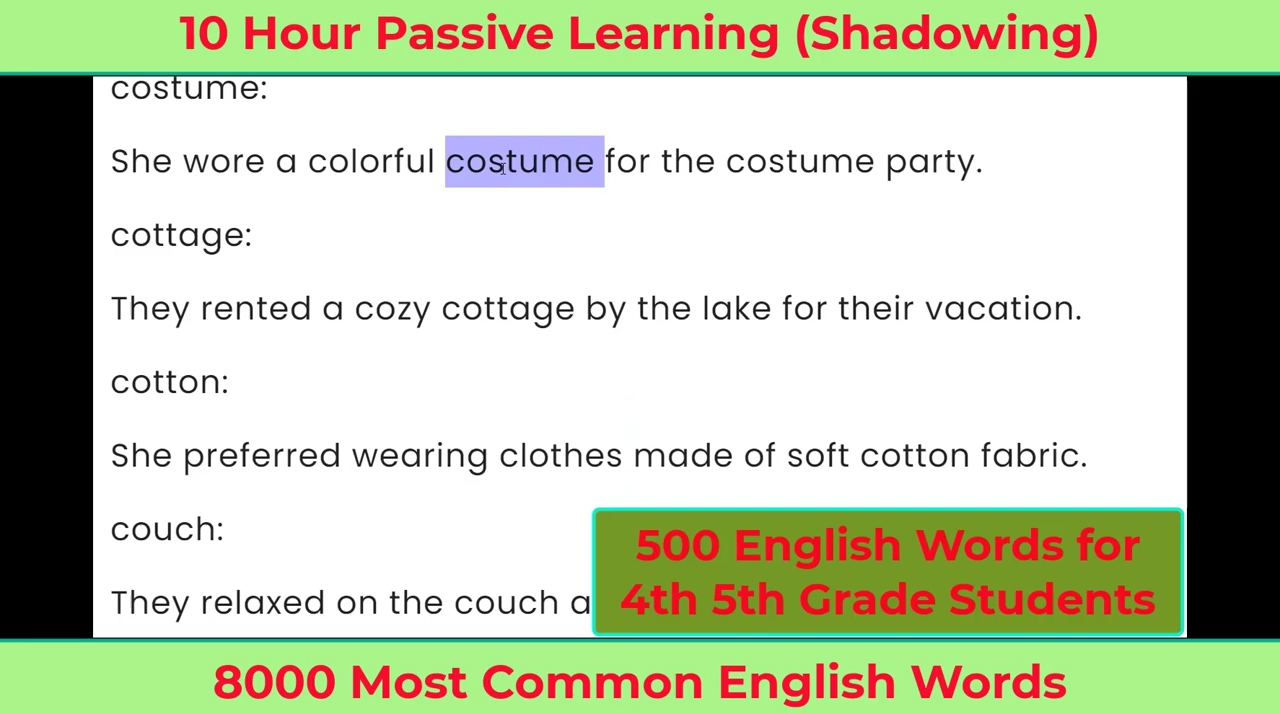 10 Hour Passive Learning (Shadowing)
costume:
She wore a colorful costume for the costume party.
cottage:
They rented a cozy cottage by the lake for their vacation.
cotton:
She preferred wearing clothes made of soft cotton fabric.
couch:
They relaxed on the couch a
500 English Words for
4th 5th Grade Students
8000 Most Common English Words